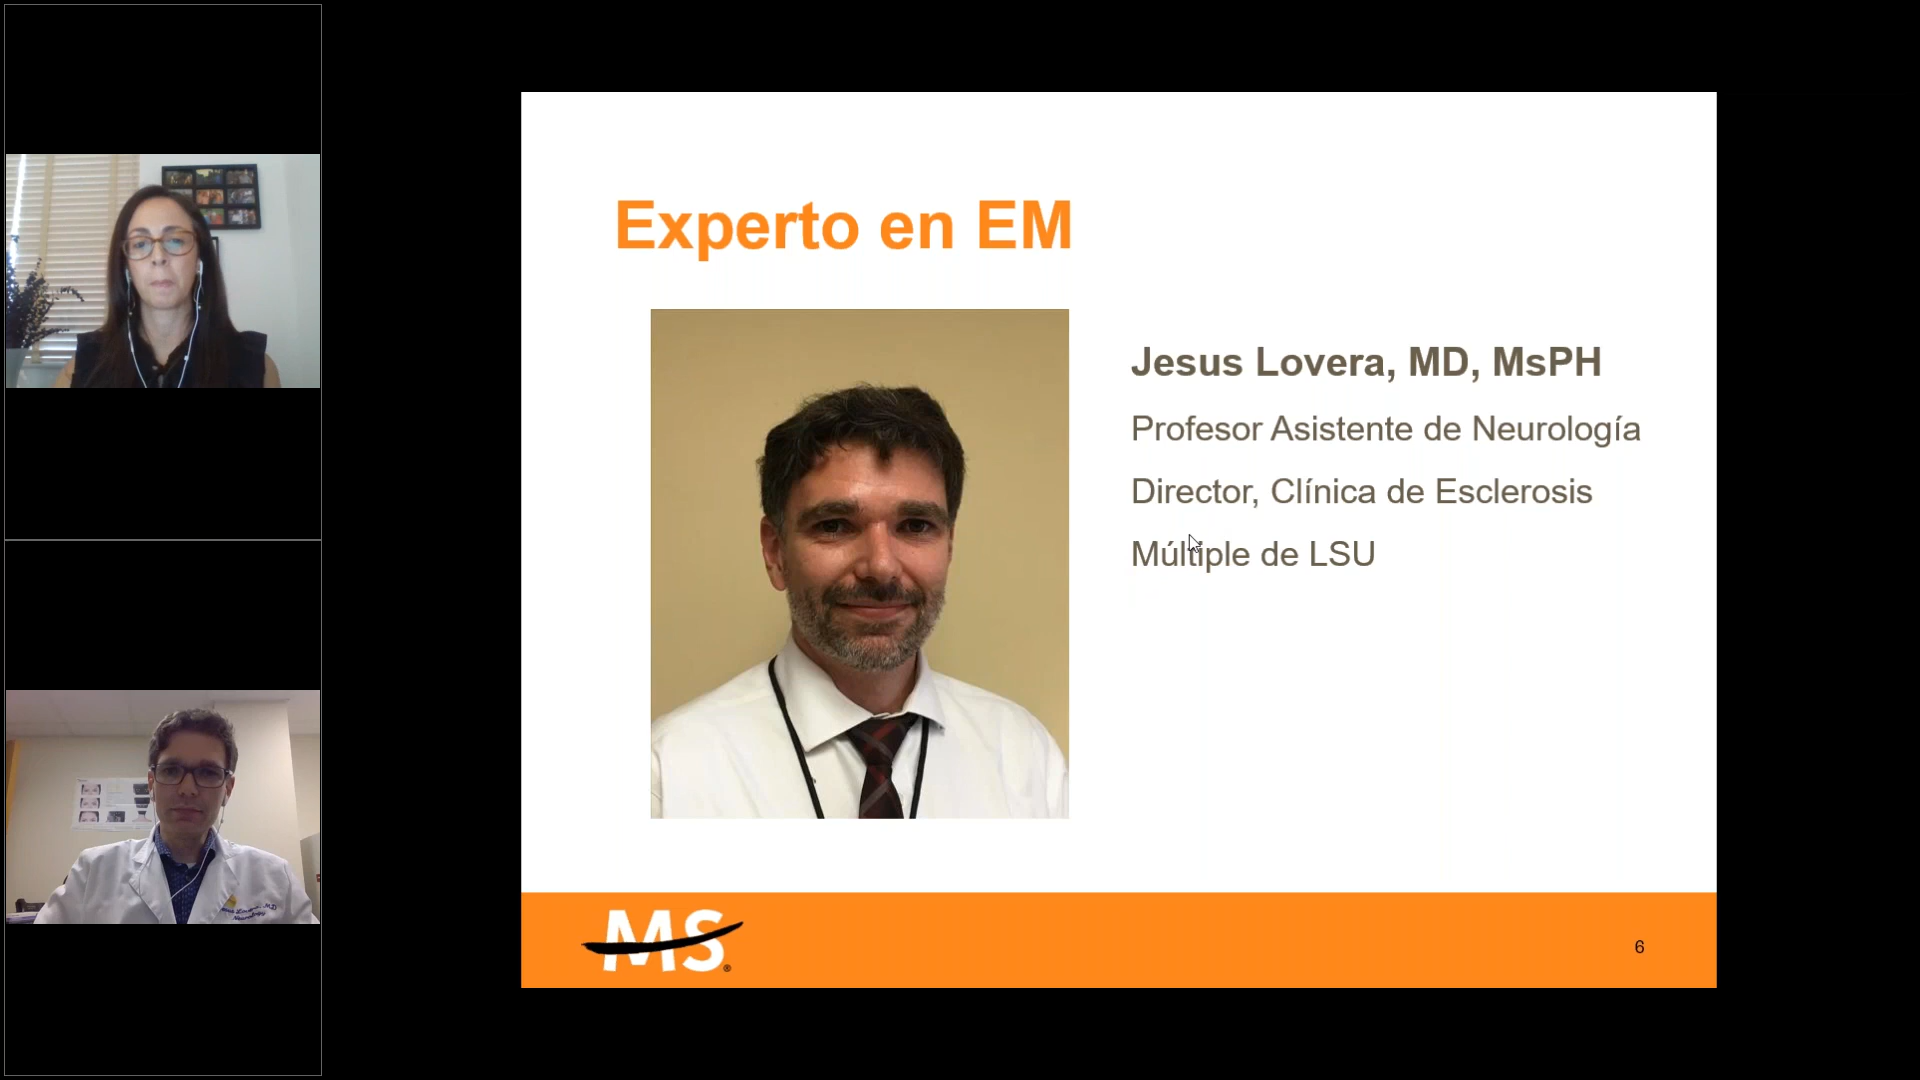 Experto en EM
Jesus Lovera, MD, MsPH
Profesor Asistente de Neurología
Director, Clínica de Esclerosis
Múltiple de LSU
MS®
6
Neurology